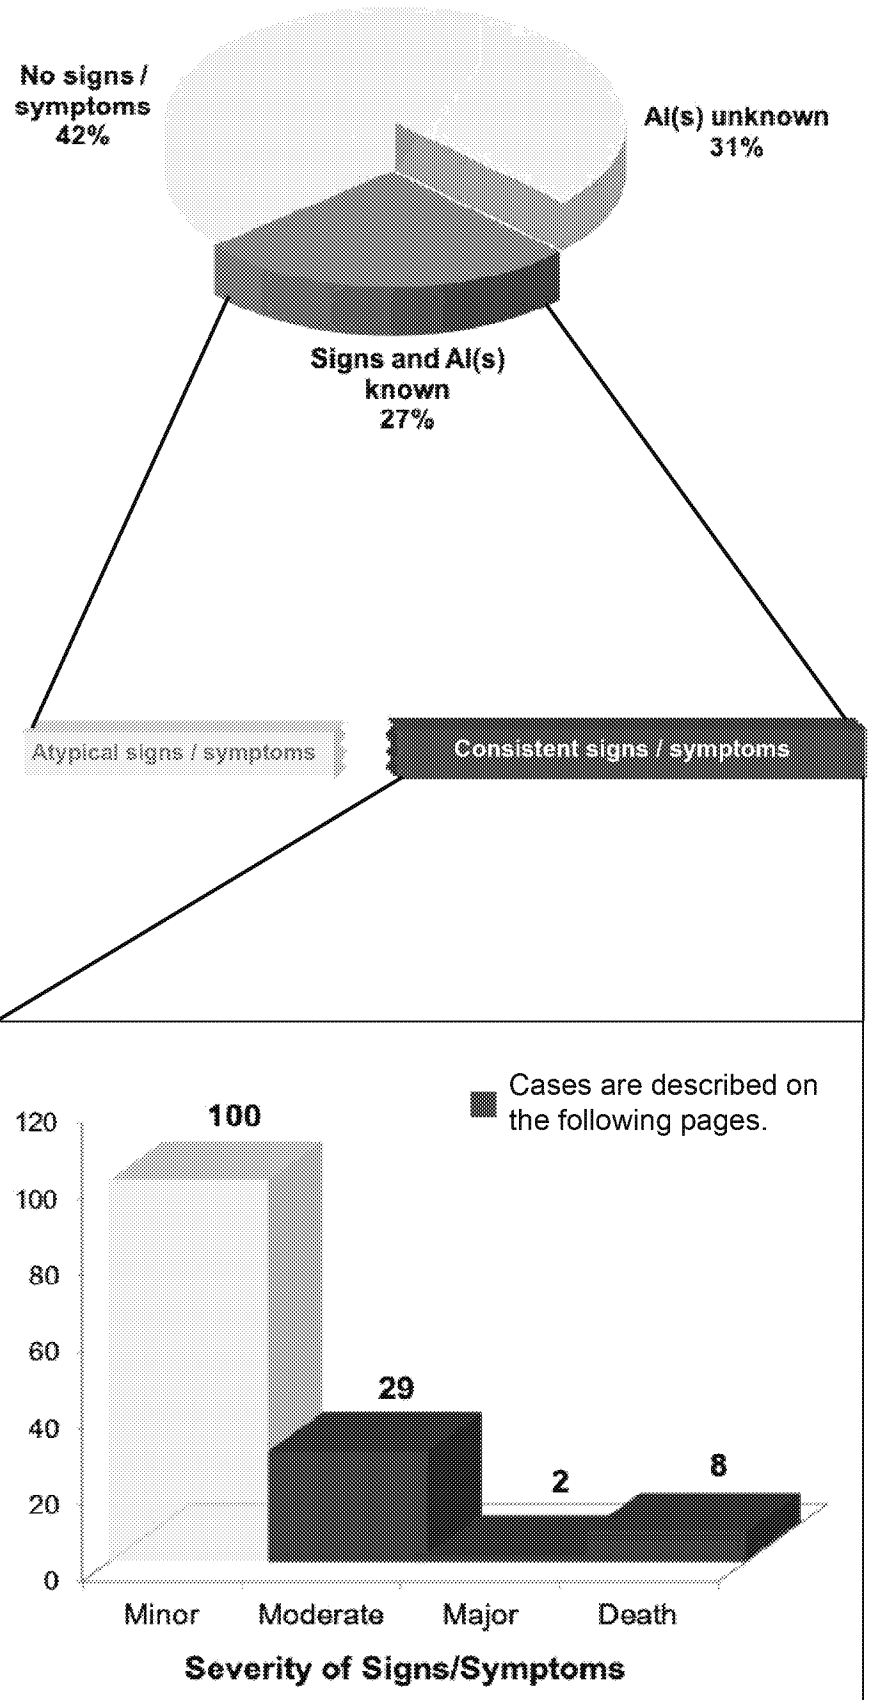 No signs /
symptoms
42%
AI(s) unknown
31%
Signs and AI(s)
known
27%
Atypical signs / symptoms
Consistent signs / symptoms
Cases are described on
the following pages.
120
100
80
60
40
20
0
100
29
2
8
Minor Moderate Major Death
Severity of Signs/Symptoms